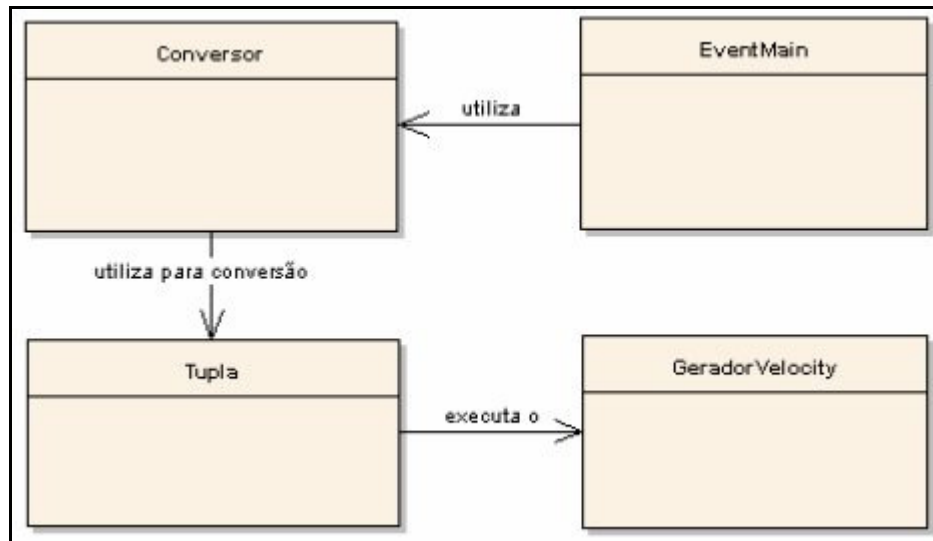 Conversor
EventMain
utiliza
utiliza para conversão
Tupla
GeradorVelocity
executa o